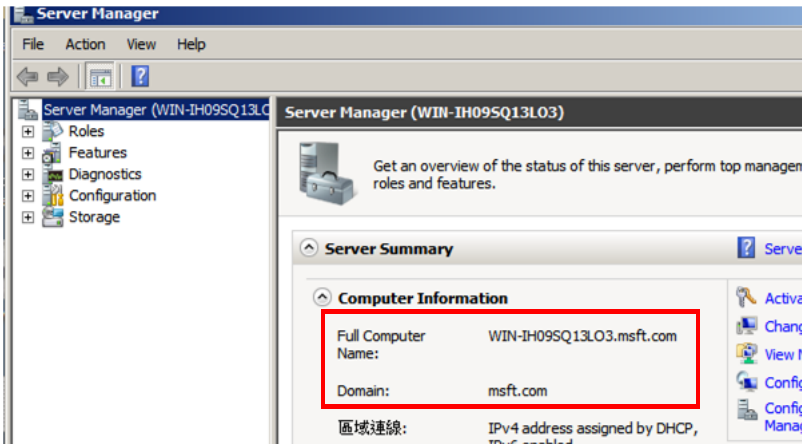 Server Manager
File Action View Help
Server Manager (WIN-IH09SQ13LO
Roles
Features
Diagnostics
Configuration
Storage
Server Manager (WIN-IH09SQ13LO3)
Get an overview of the status of this server, perform top managem
roles and features.
Server Summary
Serve
Computer Information
Full Computer
Name:
WIN-IH09SQ13LO3.msft.com
Domain:
msft.com
區域連線:
IPv4 address assigned by DHCP,
IPv6 enabled
Activa
Chang
View
Config
Config
Manag